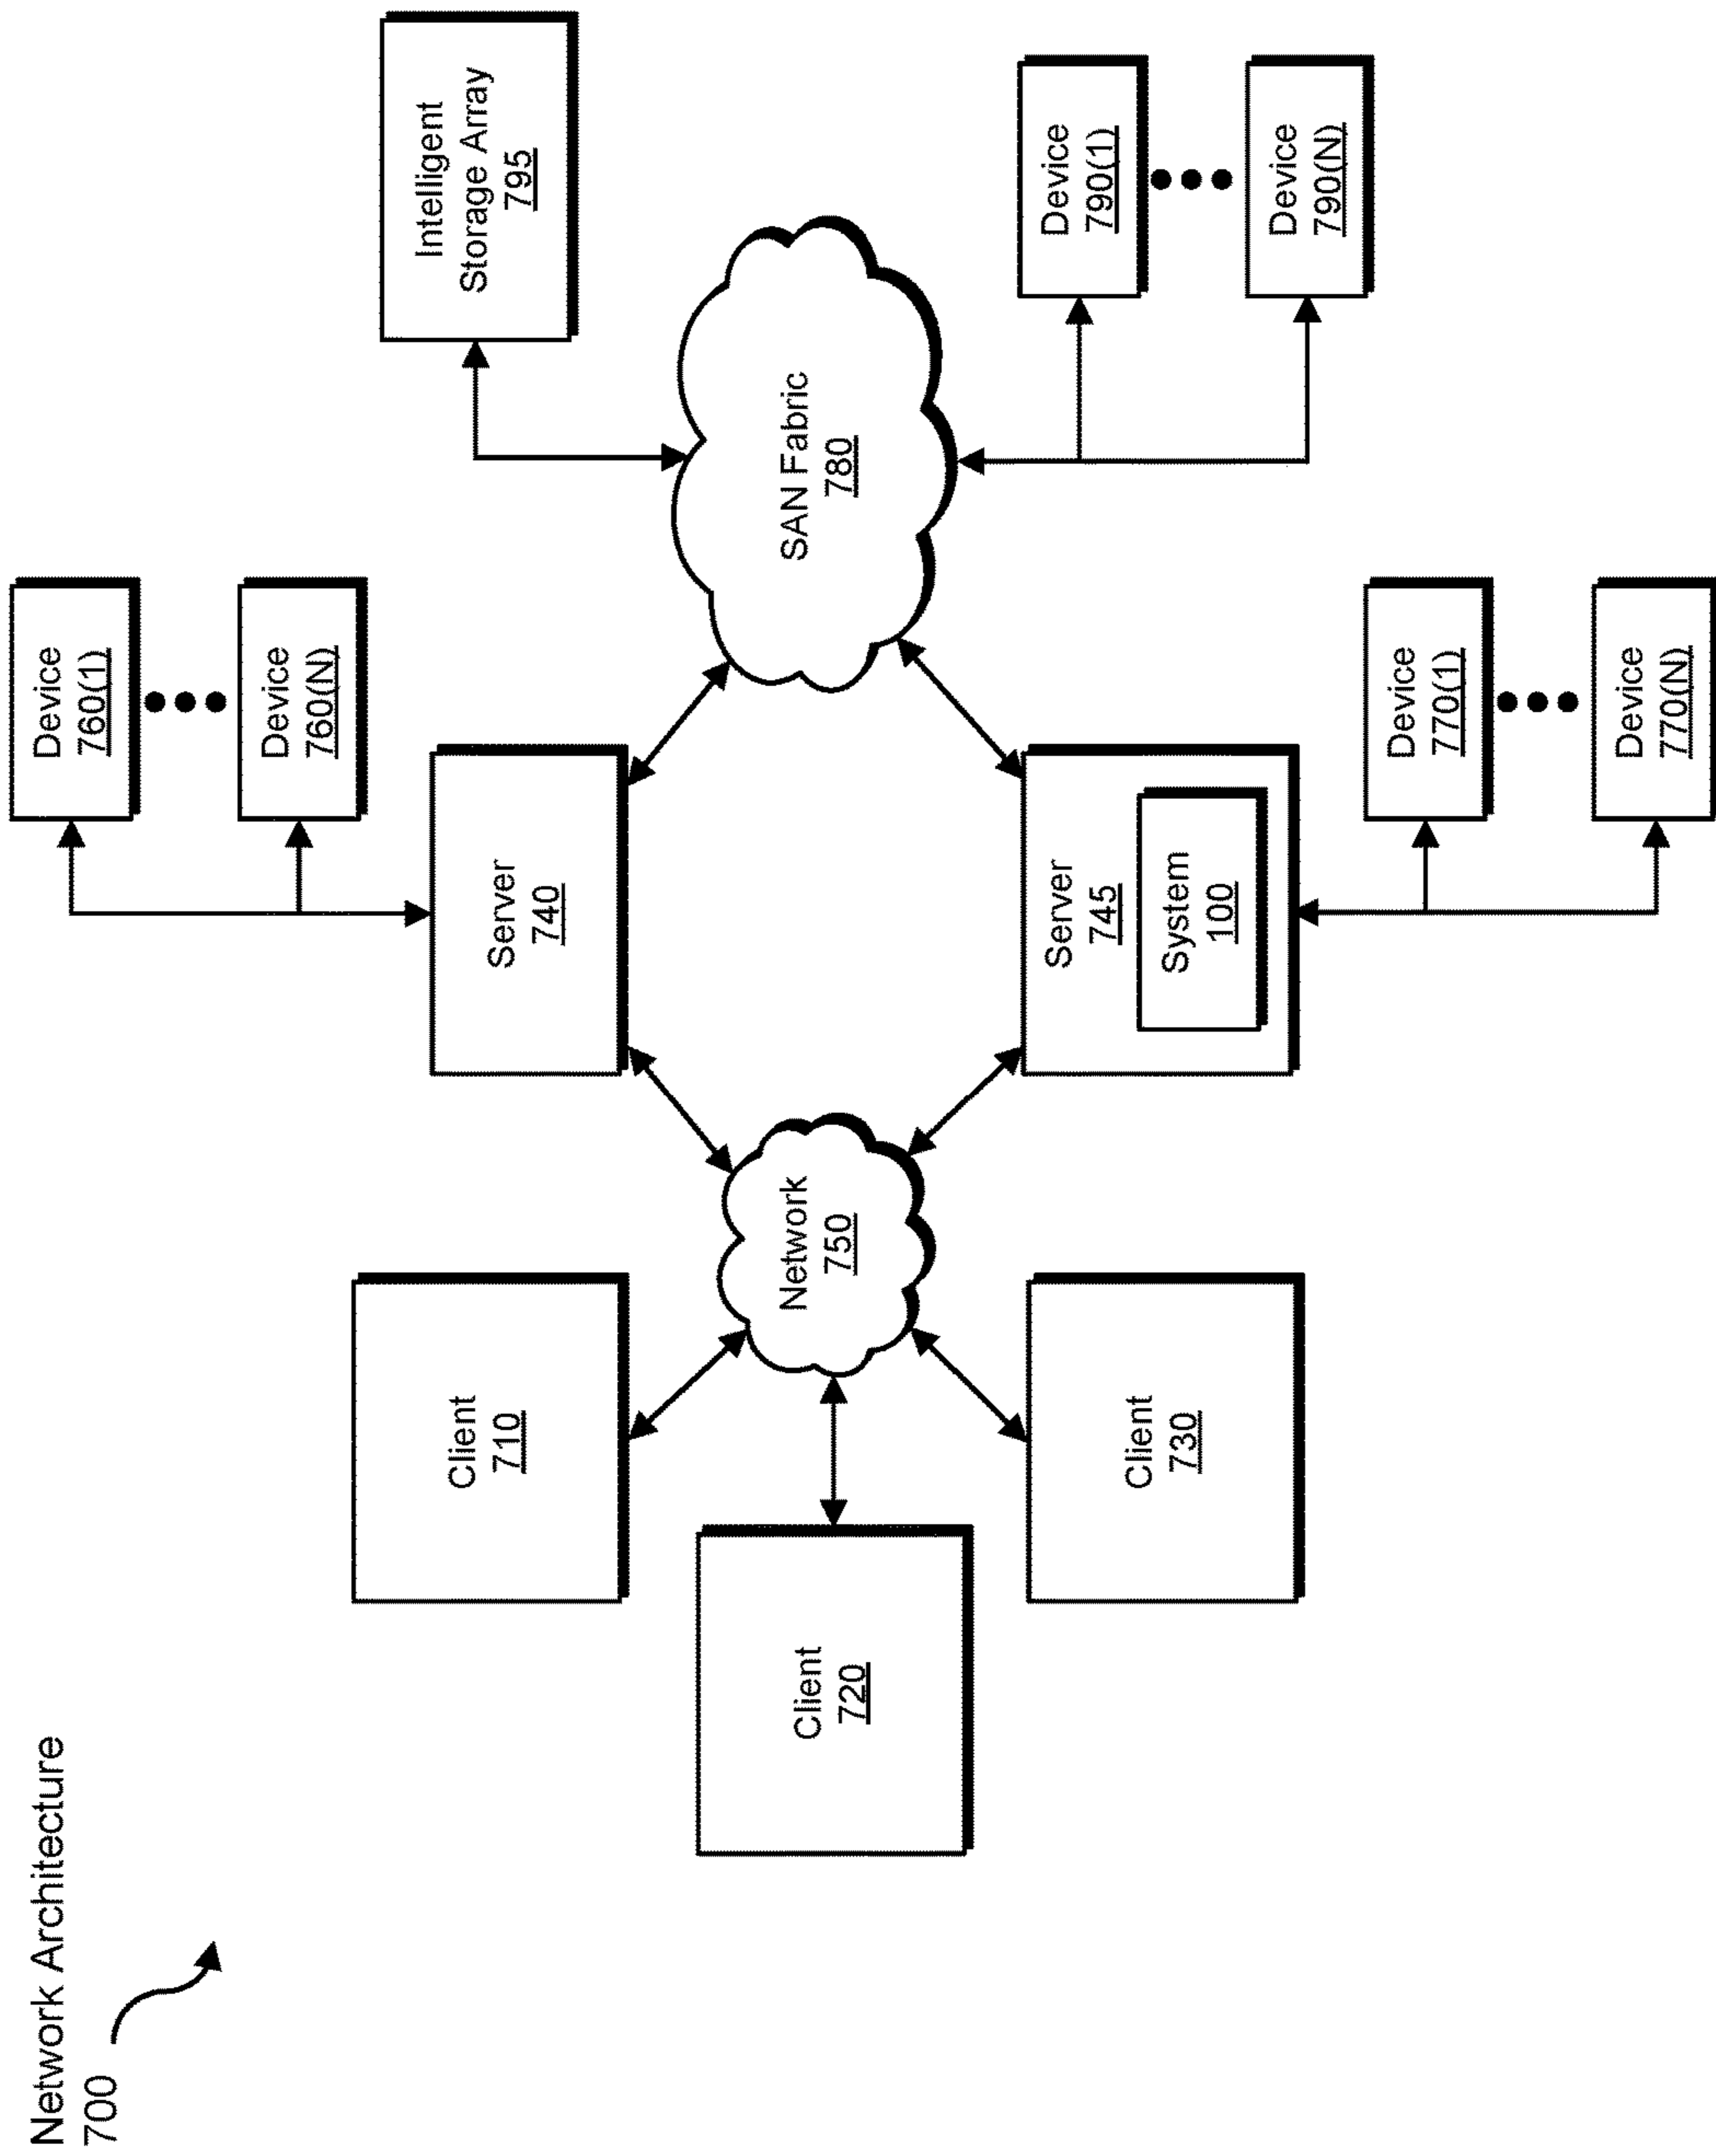 Network Architecture
700
Device
760(1)
Device
760(N)
Intelligent
Storage Array
795
Client
710
Server
740
Client
720
Network
750
SAN Fabric
780
Client
730
Server
745
System
100
Device
790(1)
Device
790(N)
Device
770(1)
Device
770(N)